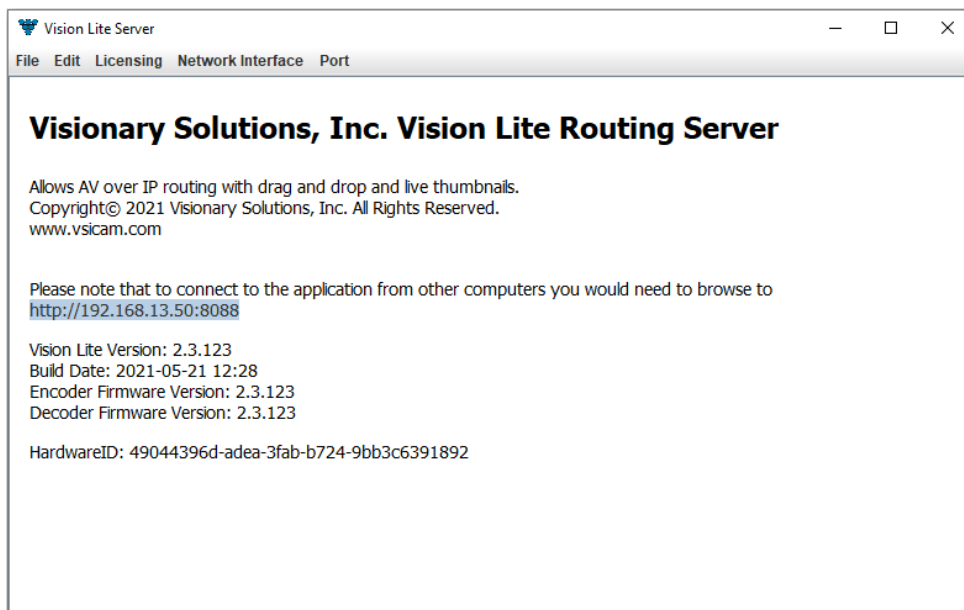 Vision Lite Server
File Edit Licensing Network Interface Port
Visionary Solutions, Inc. Vision Lite Routing Server
Allows AV over IP routing with drag and drop and live thumbnails.
Copyright© 2021 Visionary Solutions, Inc. All Rights Reserved.
www.vsicam.com
Please note that to connect to the application from other computers you would need to browse to
http://192.168.13.50:8088
Vision Lite Version: 2.3.123
Build Date: 2021-05-21 12:28
Encoder Firmware Version: 2.3.123
Decoder Firmware Version: 2.3.123
HardwareID: 49044396d-adea-3fab-b724-9bb3c6391892